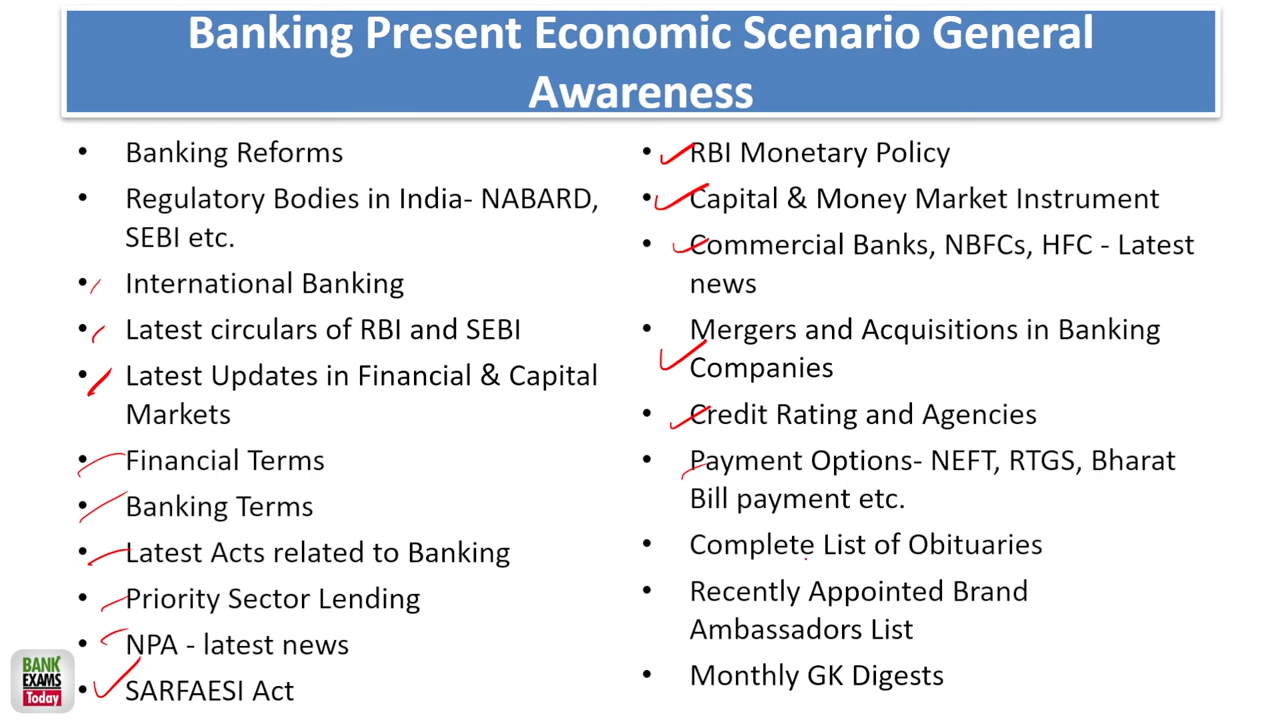 Banking Present Economic Scenario General
Awareness
• Banking Reforms
• Regulatory Bodies in India- NABARD,
SEBI etc.
• International Banking
• Latest circulars of RBI and SEBI
• Latest Updates in Financial & Capital
Markets
• Financial Terms
• Banking Terms
• Latest Acts related to Banking
• Priority Sector Lending
• NPA - latest news
• SARFAESI Act
• RBI Monetary Policy
• Capital & Money Market Instrument
• Commercial Banks, NBFCs, HFC - Latest
news
• Mergers and Acquisitions in Banking
Companies
• Credit Rating and Agencies
• Payment Options- NEFT, RTGS, Bharat
Bill payment etc.
• Complete List of Obituaries
• Recently Appointed Brand
Ambassadors List
• Monthly GK Digests
BANK
EXAMS
Today